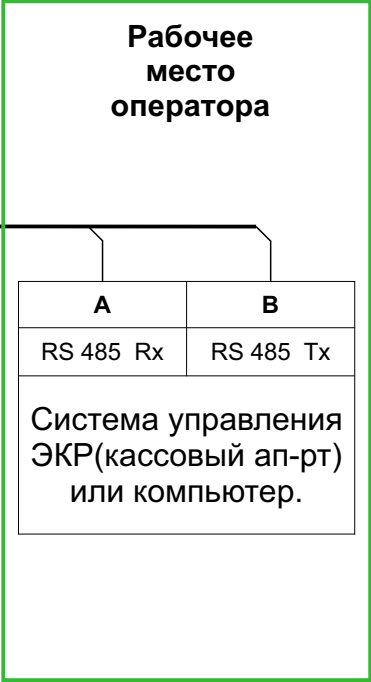 Рабочее
место
оператора
A B
RS 485 Rx RS 485 Tx
Система управления
ЭКР(кассовый ап-рт)
или компьютер.